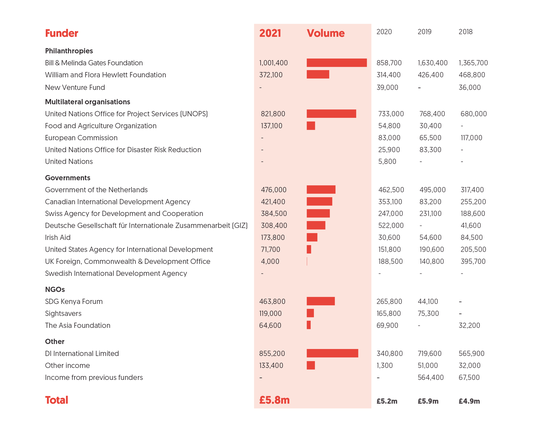 Funder 2021 Volume 2020 2019 2018
Philanthropies
Bill & Melinda Gates Foundation 1,001,400 858,700 1,630,400 1,365,700
William and Flora Hewlett Foundation 372,100 314,400 426,400 468,800
New Venture Fund - 39,000 - 36,000
Multilateral organisations
United Nations Office for Project Services (UNOPS) 821,800 733,000 768,400 680,000
Food and Agriculture Organization 137,100 54,800 30,400 -
European Commission - 83,000 65,500 117,000
United Nations Office for Disaster Risk Reduction - 25,900 83,300 -
United Nations - 5,800 - -
Governments
Government of the Netherlands 476,000 462,500 495,000 317,400
Canadian International Development Agency 421,400 353,100 83,200 255,200
Swiss Agency for Development and Cooperation 384,500 247,000 231,100 188,600
Deutsche Gesellschaft für Internationale Zusammenarbeit (GIZ) 308,400 522,000 - 41,600
Irish Aid 173,800 30,600 54,600 84,500
United States Agency for International Development 71,700 151,800 190,600 205,500
UK Foreign, Commonwealth & Development Office 4,000 188,500 140,800 395,700
Swedish International Development Agency - - - -
NGOs
SDG Kenya Forum 463,800 265,800 44,100 -
Sightsavers 119,000 165,800 75,300 -
The Asia Foundation 64,600 69,900 - 32,200
Other
DI International Limited 855,200 340,800 719,600 565,900
Other income 133,400 1,300 51,000 32,000
Income from previous funders - - 564,400 67,500
Total £5.8m £5.2m £5.9m £4.9m